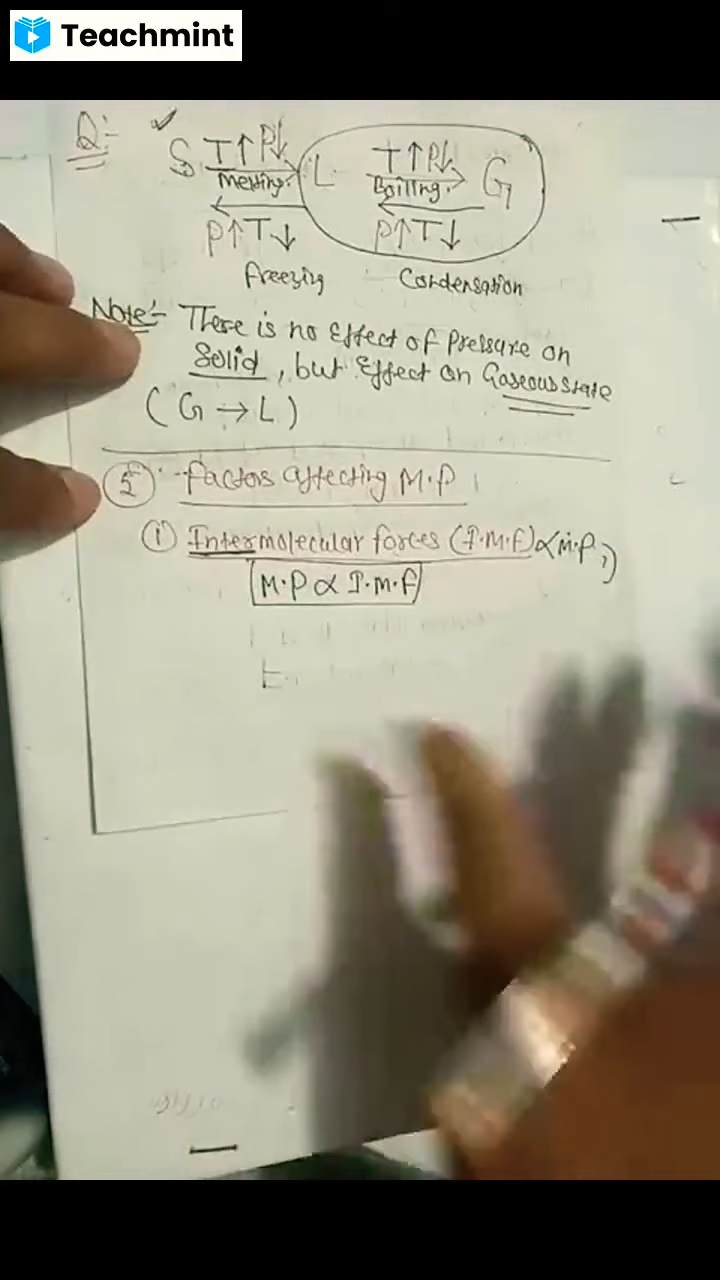 Teachmint
Q:-
S T↑ P↓ L T↑ P↓ G
Melting. Boiling.
P↑ T↓ P↑ T↓
freezing Condensation
Note:- There is no Effect of Pressure on
Solid, but Effect on Gaseous state
(G → L)
② factors affecting M.P
① Intermolecular forces (I.M.F) ∝ M.P,)
M.P ∝ I.M.F